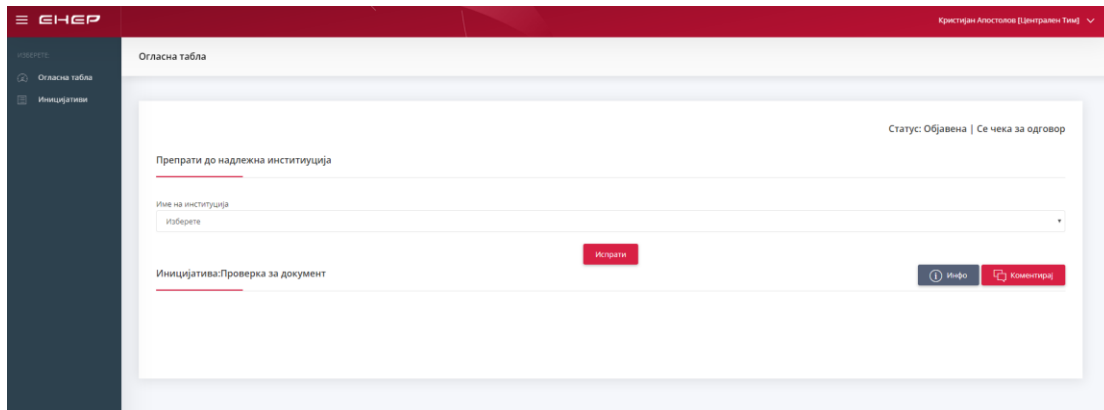 ЕНЕР
Кристијан Апостолов [Централен Тим]
ИЗБЕРЕТЕ
Огласна табла
Иницијативи
Огласна табла
Статус: Објавена | Се чека за одговор
Препрати до надлежна институција
Име на институција
Изберете
Испрати
Иницијатива:Проверка за документ
Инфо
Коментирај